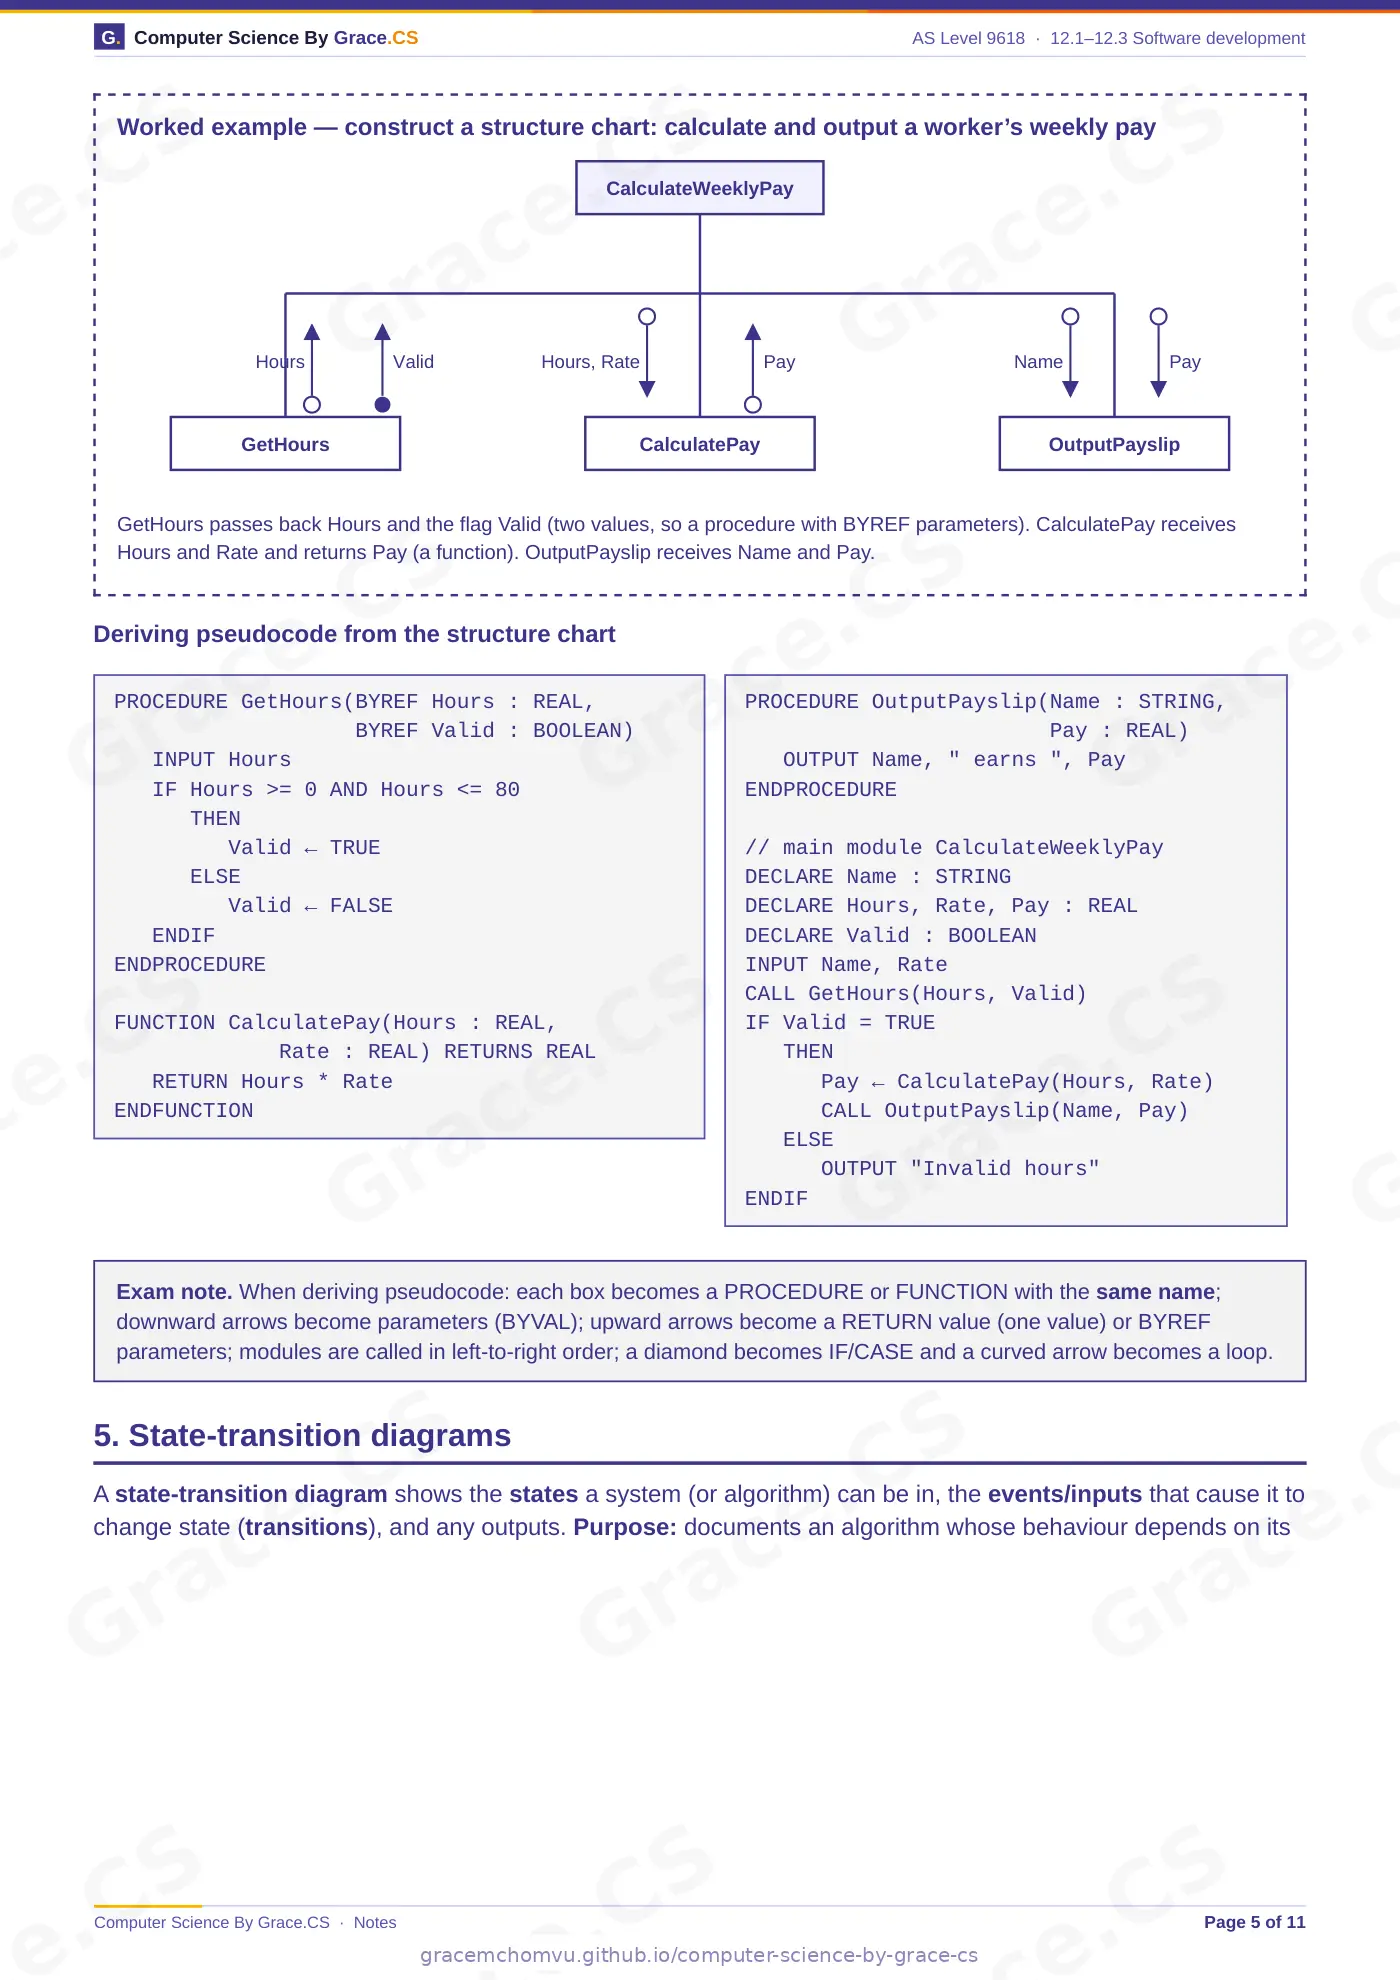 G. Computer Science By Grace.CS
AS Level 9618 · 12.1–12.3 Software development
Worked example — construct a structure chart: calculate and output a worker’s weekly pay
CalculateWeeklyPay
Hours
Valid
Hours, Rate
Pay
Name
Pay
GetHours
CalculatePay
OutputPayslip
GetHours passes back Hours and the flag Valid (two values, so a procedure with BYREF parameters). CalculatePay receives
Hours and Rate and returns Pay (a function). OutputPayslip receives Name and Pay.
Deriving pseudocode from the structure chart
PROCEDURE GetHours(BYREF Hours : REAL,
                   BYREF Valid : BOOLEAN)
   INPUT Hours
   IF Hours >= 0 AND Hours <= 80
      THEN
         Valid ← TRUE
      ELSE
         Valid ← FALSE
   ENDIF
ENDPROCEDURE
FUNCTION CalculatePay(Hours : REAL,
             Rate : REAL) RETURNS REAL
   RETURN Hours * Rate
ENDFUNCTION
PROCEDURE OutputPayslip(Name : STRING,
                        Pay : REAL)
   OUTPUT Name, " earns ", Pay
ENDPROCEDURE
// main module CalculateWeeklyPay
DECLARE Name : STRING
DECLARE Hours, Rate, Pay : REAL
DECLARE Valid : BOOLEAN
INPUT Name, Rate
CALL GetHours(Hours, Valid)
IF Valid = TRUE
   THEN
      Pay ← CalculatePay(Hours, Rate)
      CALL OutputPayslip(Name, Pay)
   ELSE
      OUTPUT "Invalid hours"
ENDIF
Exam note. When deriving pseudocode: each box becomes a PROCEDURE or FUNCTION with the same name;
downward arrows become parameters (BYVAL); upward arrows become a RETURN value (one value) or BYREF
parameters; modules are called in left-to-right order; a diamond becomes IF/CASE and a curved arrow becomes a loop.
5. State-transition diagrams
A state-transition diagram shows the states a system (or algorithm) can be in, the events/inputs that cause it to
change state (transitions), and any outputs. Purpose: documents an algorithm whose behaviour depends on its
Computer Science By Grace.CS · Notes
Page 5 of 11
gracemchomvu.github.io/computer-science-by-grace-cs